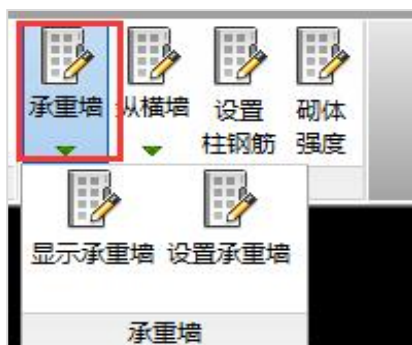 承重墙 纵横墙 设置柱钢筋 砌体强度
显示承重墙 设置承重墙
承重墙